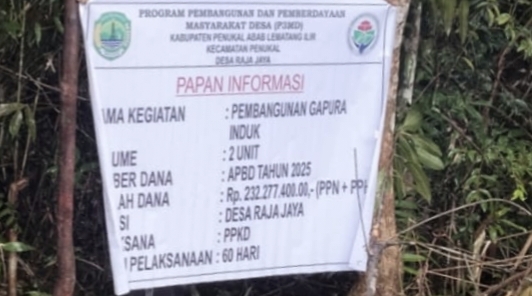 PROGRAM PEMBANGUNAN DAN PEMBERDAYAAN
MASYARAKAT DESA (P3MD)
KABUPATEN PENUKAL ABAB LEMATANG ILIR
KECAMATAN PENUKAL
DESA RAJA JAYA
PAPAN INFORMASI
AMA KEGIATAN : PEMBANGUNAN GAPURA
INDUK
UME : 2 UNIT
BER DANA : APBD TAHUN 2025
AH DANA : Rp. 232.277.400.00,- (PPN + PPH
SI : DESA RAJA JAYA
SANA : PPKD
PELAKSANAAN : 60 HARI